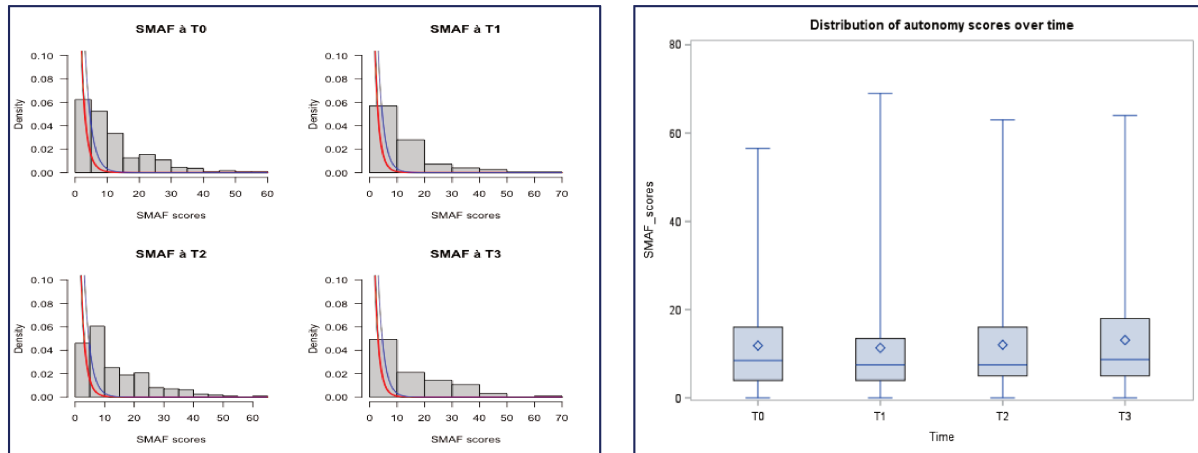 SMAF à T0
0.10
0.08
0.06
0.04
0.02
0.00
Density
0 10 20 30 40 50 60
SMAF scores
SMAF à T1
0.10
0.08
0.06
0.04
0.02
0.00
Density
0 10 20 30 40 50 60 70
SMAF scores
SMAF à T2
0.10
0.08
0.06
0.04
0.02
0.00
Density
0 10 20 30 40 50 60
SMAF scores
SMAF à T3
0.10
0.08
0.06
0.04
0.02
0.00
Density
0 10 20 30 40 50 60 70
SMAF scores
Distribution of autonomy scores over time
80
60
40
20
0
SMAF_scores
T0 T1 T2 T3
Time